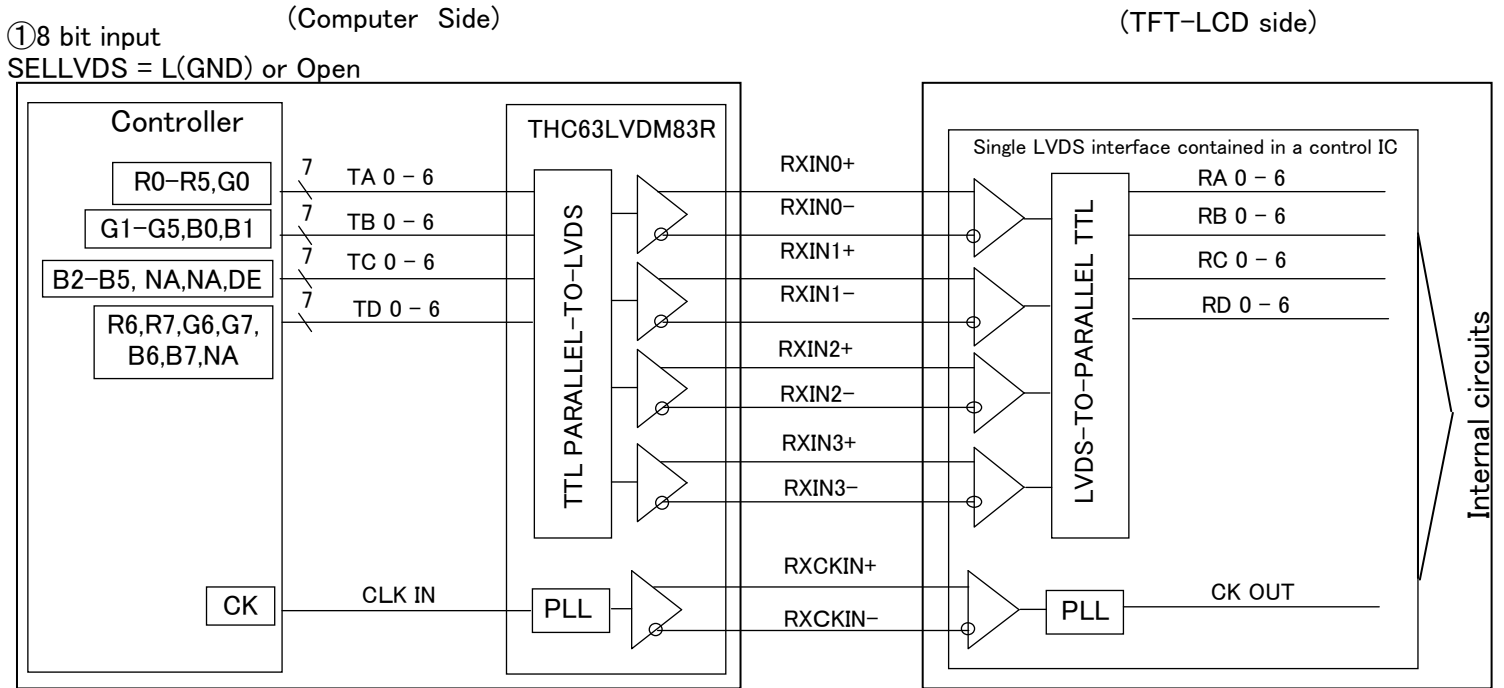 (Computer Side)
(TFT-LCD side)
①8 bit input
SELLVDS = L(GND) or Open
Controller
THC63LVDM83R
Single LVDS interface contained in a control IC
R0-R5,G0
7
TA 0 - 6
RXIN0+
RA 0 - 6
G1-G5,B0,B1
7
TB 0 - 6
RXIN0-
RB 0 - 6
B2-B5, NA,NA,DE
7
TC 0 - 6
RXIN1+
RC 0 - 6
R6,R7,G6,G7,
B6,B7,NA
7
TD 0 - 6
RXIN1-
RD 0 - 6
TTL PARALLEL-TO-LVDS
RXIN2+
RXIN2-
RXIN3+
RXIN3-
LVDS-TO-PARALLEL TTL
Internal circuits
CK
CLK IN
PLL
RXCKIN+
RXCKIN-
PLL
CK OUT